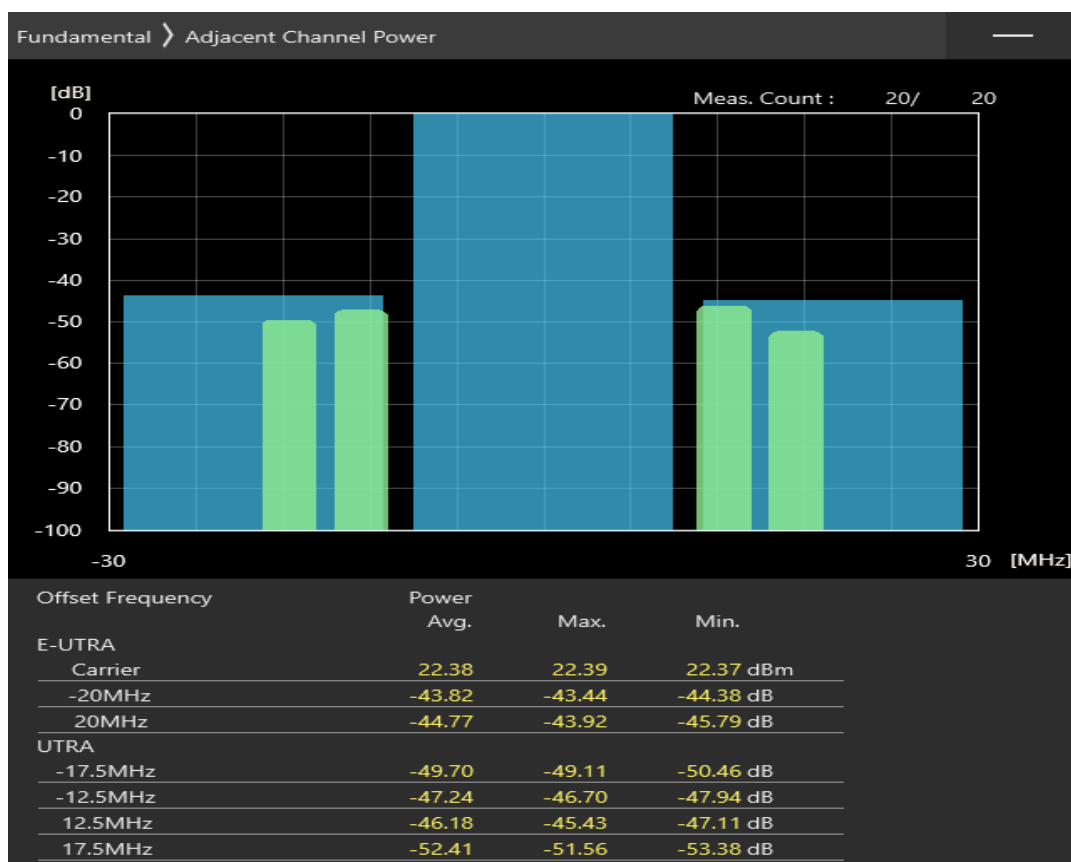 Fundamental ❯ Adjacent Channel Power
[dB]
Meas. Count : 20/ 20
0
-10
-20
-30
-40
-50
-60
-70
-80
-90
-100
-30 30 [MHz]
Offset Frequency Power
Avg. Max. Min.
E-UTRA
Carrier 22.38 22.39 22.37 dBm
-20MHz -43.82 -43.44 -44.38 dB
20MHz -44.77 -43.92 -45.79 dB
UTRA
-17.5MHz -49.70 -49.11 -50.46 dB
-12.5MHz -47.24 -46.70 -47.94 dB
12.5MHz -46.18 -45.43 -47.11 dB
17.5MHz -52.41 -51.56 -53.38 dB